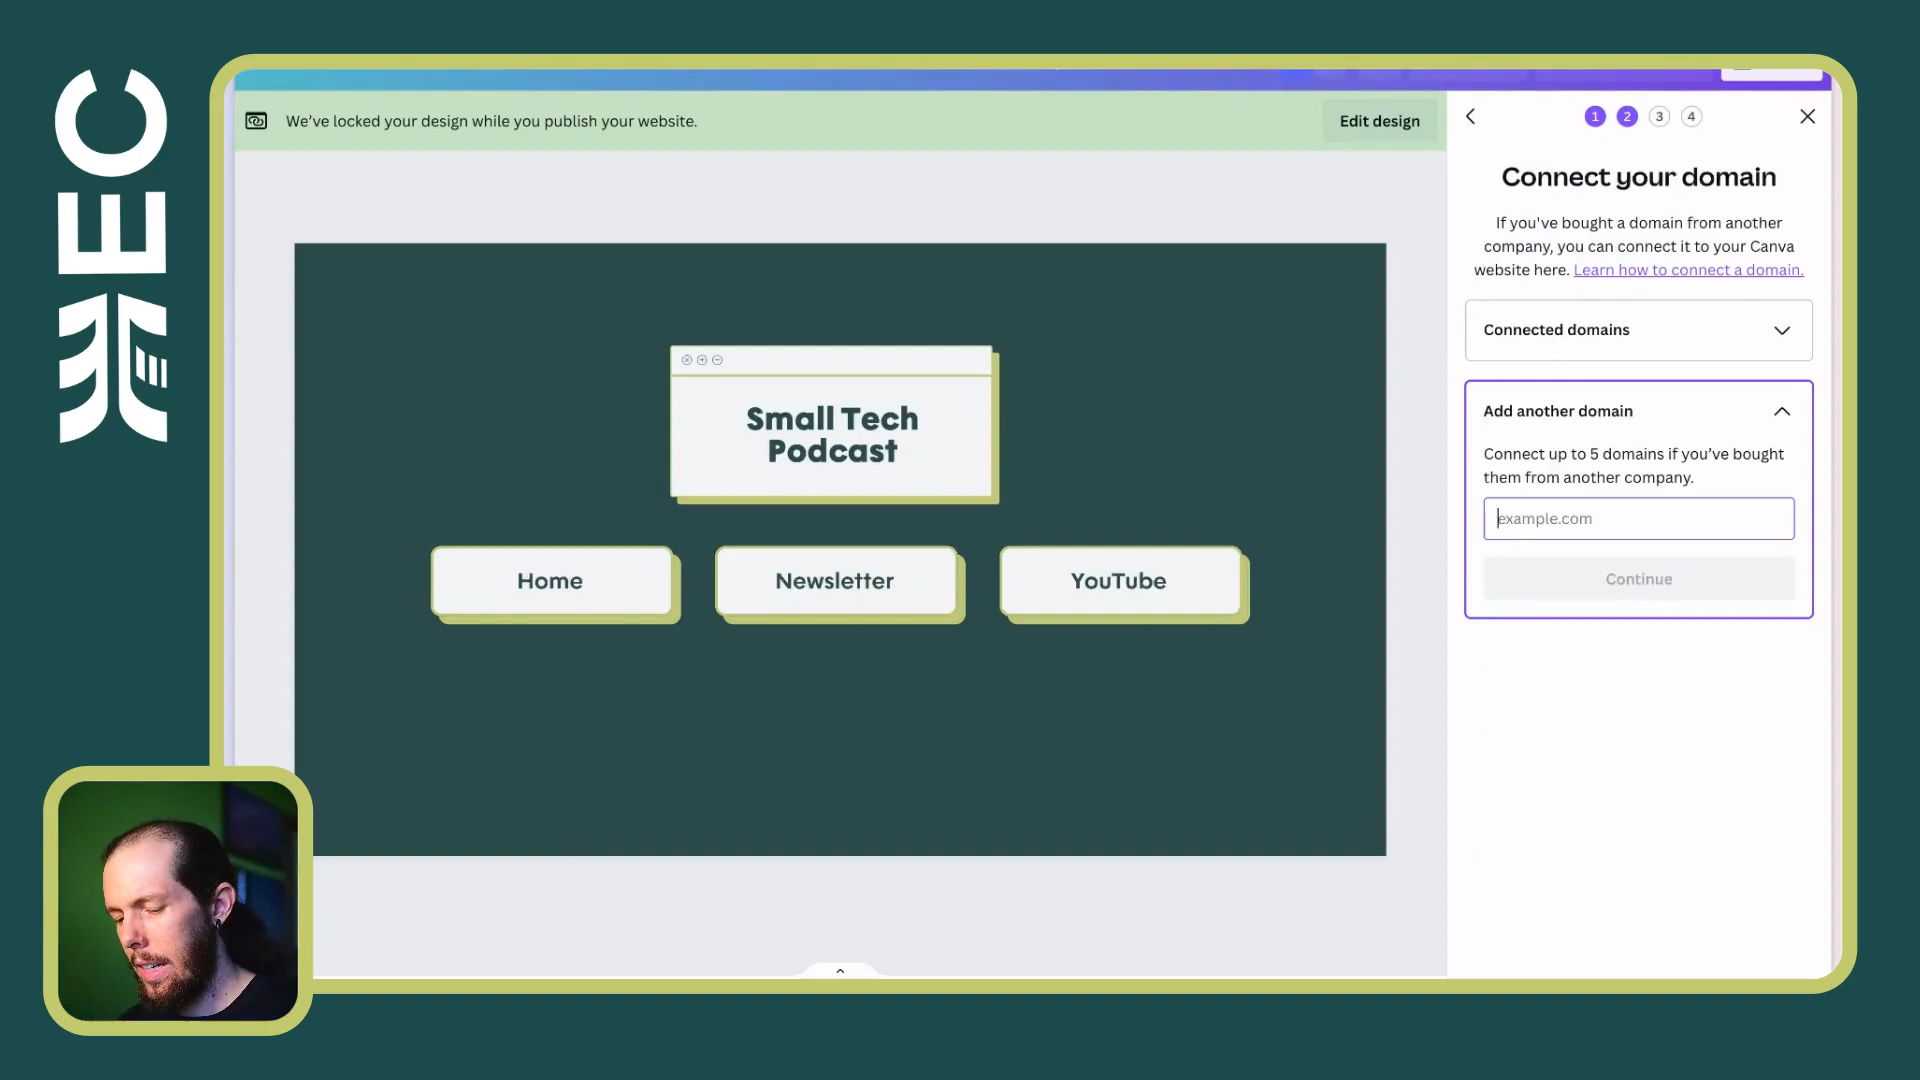 EC
We've locked your design while you publish your website.
Edit design
1 2 3 4
Connect your domain
If you've bought a domain from another
company, you can connect it to your Canva
website here. Learn how to connect a domain.
Connected domains
Add another domain
Connect up to 5 domains if you've bought
them from another company.
example.com
Continue
Small Tech
Podcast
Home
Newsletter
YouTube